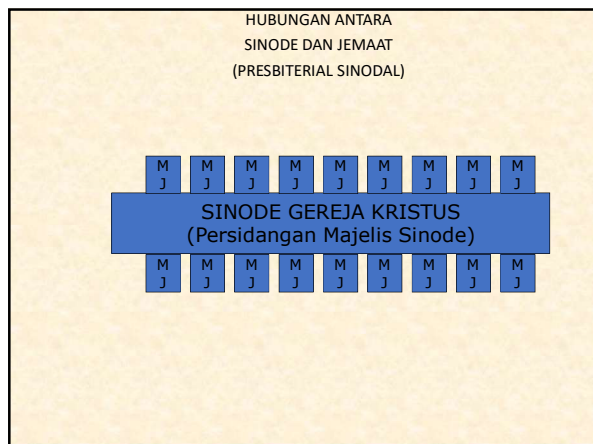 HUBUNGAN ANTARA
SINODE DAN JEMAAT
(PRESBITERIAL SINODAL)
M M M M M M M M M
J J J J J J J J J
SINODE GEREJA KRISTUS
(Persidangan Majelis Sinode)
M M M M M M M M M
J J J J J J J J J